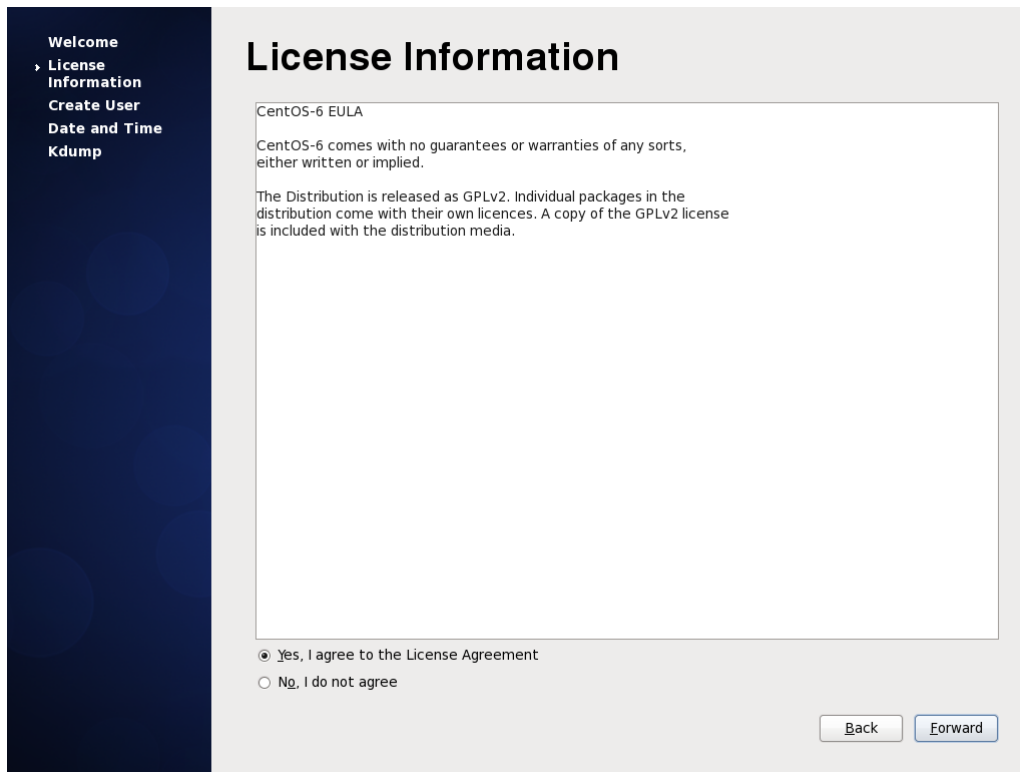 Welcome
License
Information
Create User
Date and Time
Kdump
License Information
CentOS-6 EULA
CentOS-6 comes with no guarantees or warranties of any sorts,
either written or implied.
The Distribution is released as GPLv2. Individual packages in the
distribution come with their own licences. A copy of the GPLv2 license
is included with the distribution media.
Yes, I agree to the License Agreement
No, I do not agree
Back
Forward